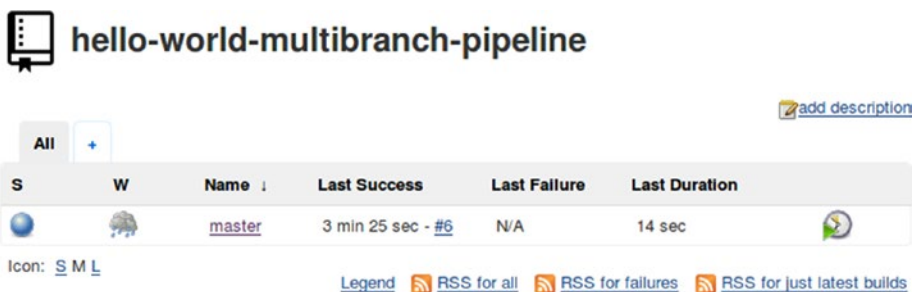 hello-world-multibranch-pipeline
add description
All +
S W Name ↓ Last Success Last Failure Last Duration
master 3 min 25 sec - #6 N/A 14 sec
Icon: S M L
Legend RSS for all RSS for failures RSS for just latest builds